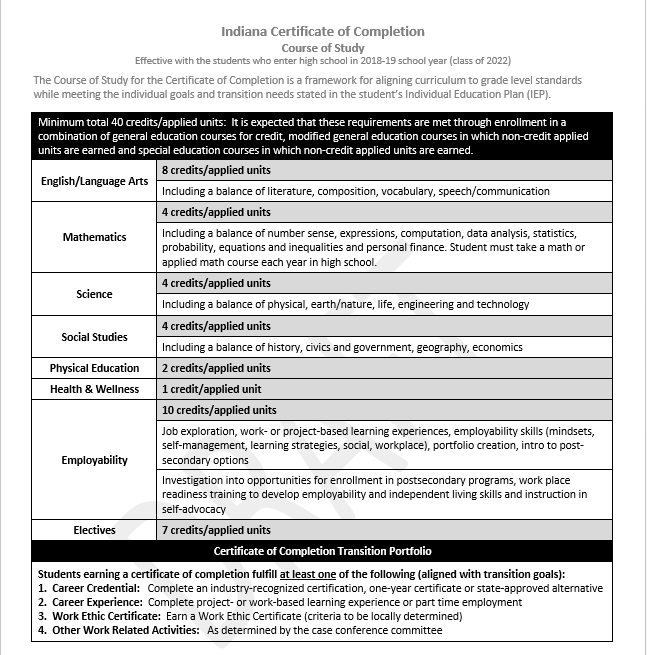 Indiana Certificate of Completion
Course of Study
Effective with the students who enter high school in 2018-19 school year (class of 2022)
The Course of Study for the Certificate of Completion is a framework for aligning curriculum to grade level standards
while meeting the individual goals and transition needs stated in the student's Individual Education Plan (IEP).
Minimum total 40 credits/applied units: It is expected that these requirements are met through enrollment in a
combination of general education courses for credit, modified general education courses in which non-credit applied
units are earned and special education courses in which non-credit applied units are earned.
English/Language Arts
8 credits/applied units
Including a balance of literature, composition, vocabulary, speech/communication
Mathematics
4 credits/applied units
Including a balance of number sense, expressions, computation, data analysis, statistics,
probability, equations and inequalities and personal finance. Student must take a math or
applied math course each year in high school.
Science
4 credits/applied units
Including a balance of physical, earth/nature, life, engineering and technology
Social Studies
4 credits/applied units
Including a balance of history, civics and government, geography, economics
Physical Education
2 credits/applied units
Health & Wellness
1 credit/applied unit
Employability
10 credits/applied units
Job exploration, work- or project-based learning experiences, employability skills (mindsets,
self-management, learning strategies, social, workplace), portfolio creation, intro to post-
secondary options
Investigation into opportunities for enrollment in postsecondary programs, work place
readiness training to develop employability and independent living skills and instruction in
self-advocacy
Electives
7 credits/applied units
Certificate of Completion Transition Portfolio
Students earning a certificate of completion fulfill at least one of the following (aligned with transition goals):
1. Career Credential: Complete an industry-recognized certification, one-year certificate or state-approved alternative
2. Career Experience: Complete project- or work-based learning experience or part time employment
3. Work Ethic Certificate: Earn a Work Ethic Certificate (criteria to be locally determined)
4. Other Work Related Activities: As determined by the case conference committee
DRAFT